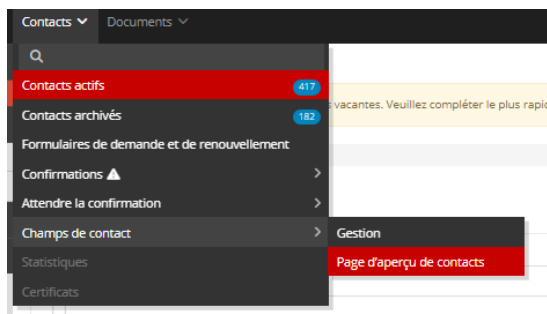 Contacts Documents
Contacts actifs 417
vacantes. Veuillez compléter le plus
Contacts archivés 182
Formulaires de demande et de renouvellement
Confirmations
Attendre la confirmation
Champs de contact Gestion
Statistiques Page d'aperçu de contacts
Certificats